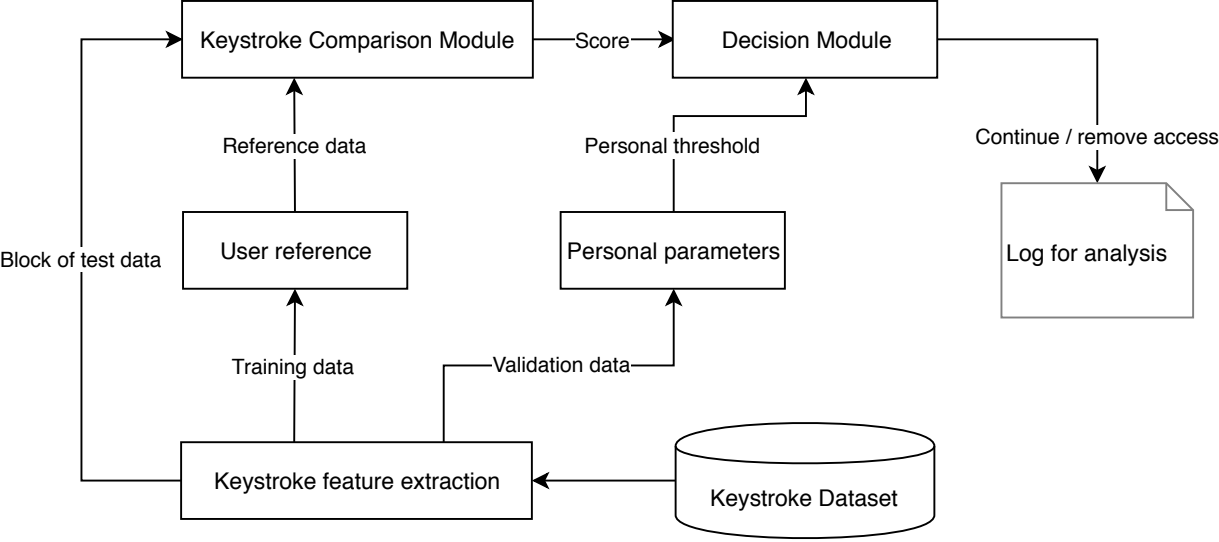 Keystroke Comparison Module
Score
Decision Module
Reference data
Personal threshold
Continue / remove access
User reference
Personal parameters
Log for analysis
Block of test data
Training data
Validation data
Keystroke feature extraction
Keystroke Dataset